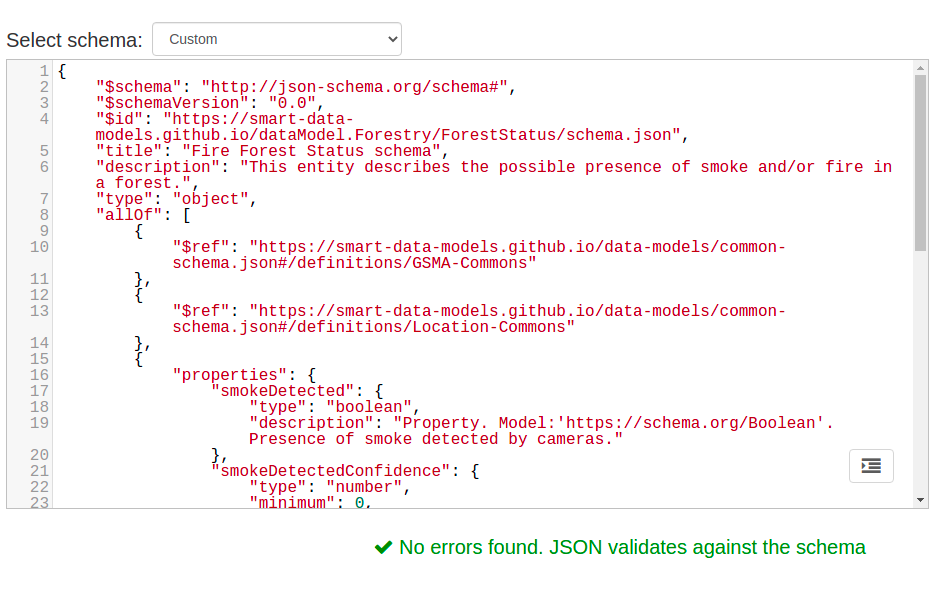 Select schema: Custom
1 {
2 "$schema": "http://json-schema.org/schema#",
3 "$schemaVersion": "0.0",
4 "$id": "https://smart-data-
models.github.io/dataModel.Forestry/ForestStatus/schema.json",
5 "title": "Fire Forest Status schema",
6 "description": "This entity describes the possible presence of smoke and/or fire in
a forest.",
7 "type": "object",
8 "allOf": [
9 {
10 "$ref": "https://smart-data-models.github.io/data-models/common-
schema.json#/definitions/GSMA-Commons"
11 },
12 {
13 "$ref": "https://smart-data-models.github.io/data-models/common-
schema.json#/definitions/Location-Commons"
14 },
15 {
16 "properties": {
17 "smokeDetected": {
18 "type": "boolean",
19 "description": "Property. Model:'https://schema.org/Boolean'.
Presence of smoke detected by cameras."
20 },
21 "smokeDetectedConfidence": {
22 "type": "number",
23 "minimum": 0,
No errors found. JSON validates against the schema